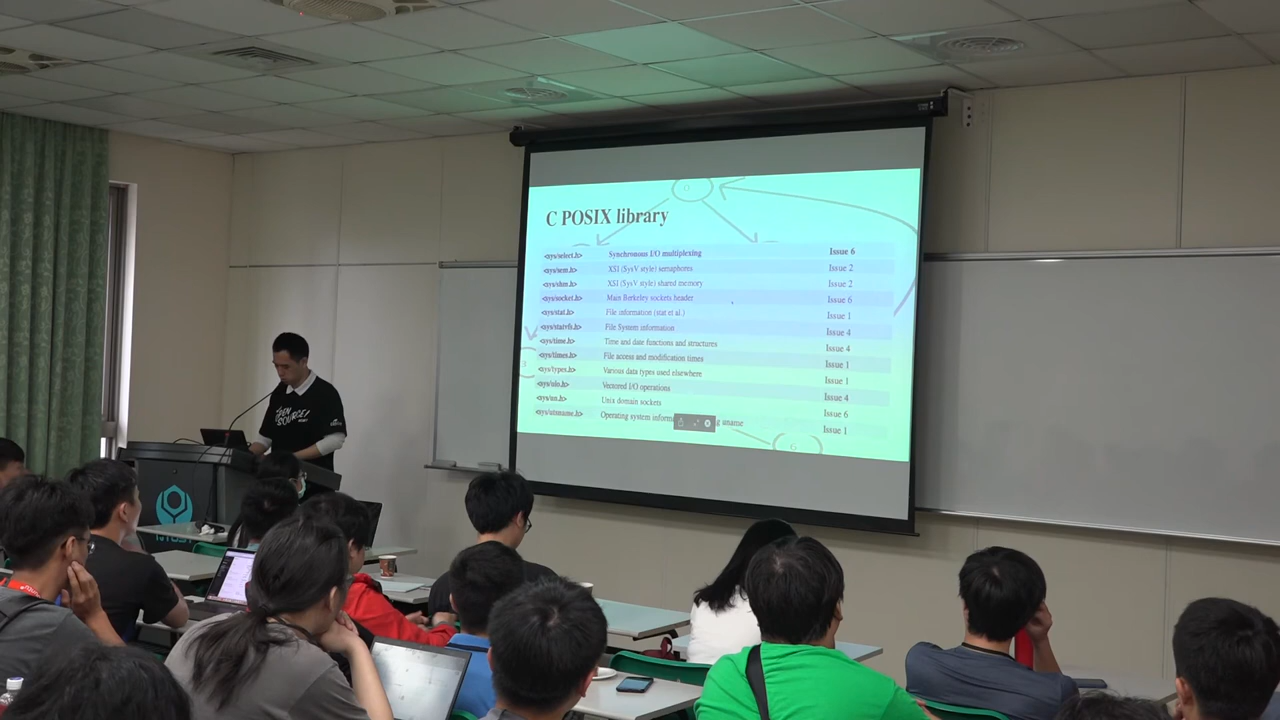 C POSIX library
<sys/select.h> Synchronous I/O multiplexing Issue 6
<sys/sem.h> XSI (SysV style) semaphores Issue 2
<sys/shm.h> XSI (SysV style) shared memory Issue 2
<sys/socket.h> Main Berkeley sockets header Issue 6
<sys/stat.h> File information (stat et al.) Issue 1
<sys/statvfs.h> File System information Issue 4
<sys/time.h> Time and date functions and structures Issue 4
<sys/times.h> File access and modification times Issue 1
<sys/types.h> Various data types used elsewhere Issue 1
<sys/uio.h> Vectored I/O operations Issue 4
<sys/un.h> Unix domain sockets Issue 6
<sys/utsname.h> Operating system inform g uname Issue 1
0
3
6
OPEN
SOURCE!